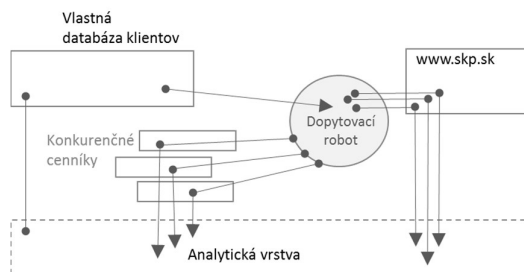 Vlastná
databáza klientov
www.skp.sk
Dopytovací
robot
Konkurenčné
cenníky
Analytická vrstva